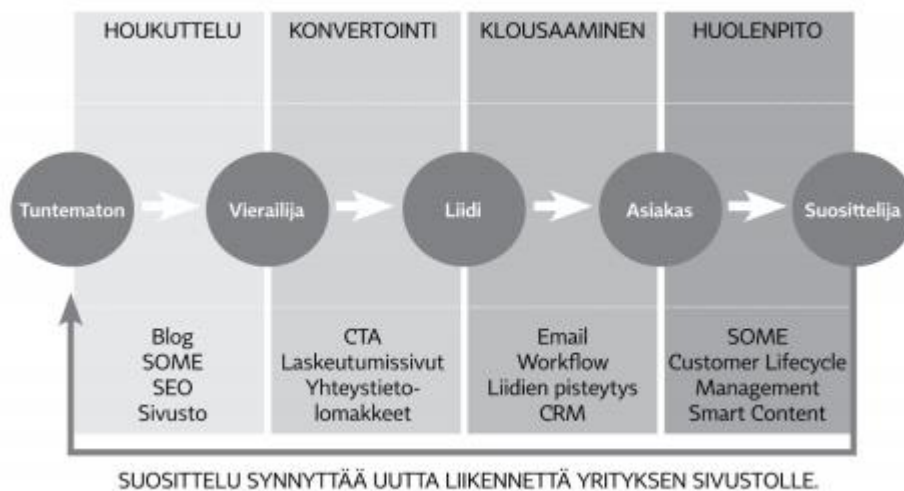 HOUKUTTELU
KONVERTOINTI
KLOUSAAMINEN
HUOLENPITO
Tuntematon
Vierailija
Liidi
Asiakas
Suosittelija
Blog
SOME
SEO
Sivusto
CTA
Laskeutumissivut
Yhteystieto-
lomakkeet
Email
Workflow
Liidien pisteytys
CRM
SOME
Customer Lifecycle
Management
Smart Content
SUOSITTELU SYNNYTTÄÄ UUTTA LIIKENNETTÄ YRITYKSEN SIVUSTOLLE.